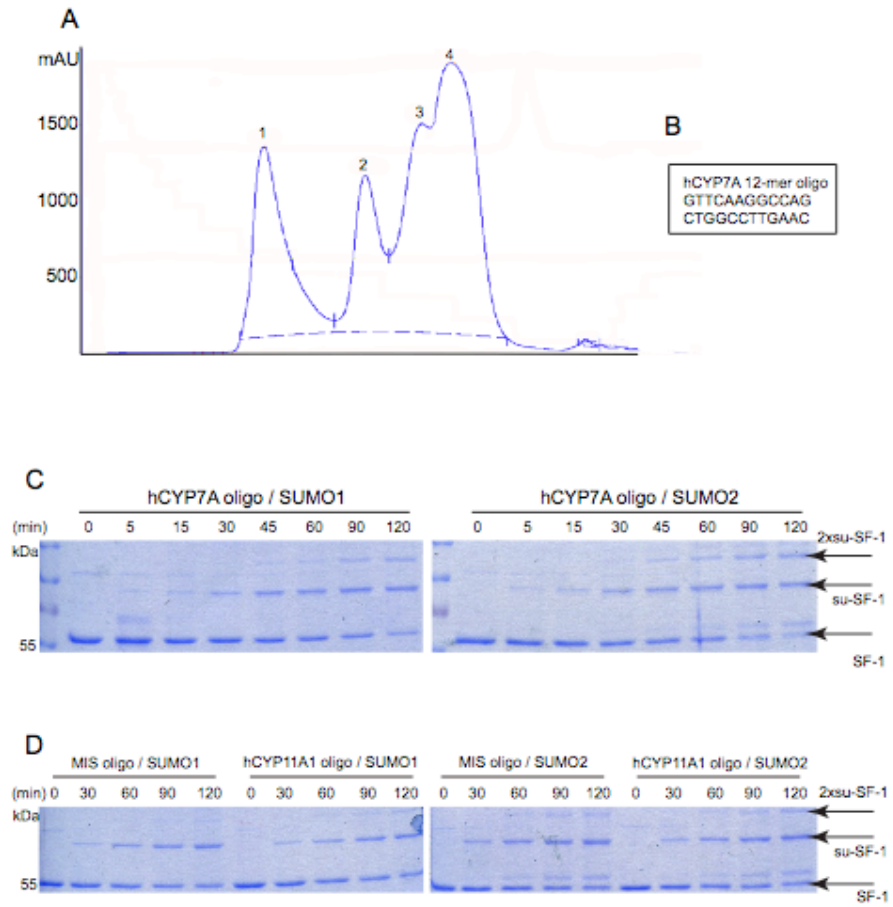 A
mAU
1500
1000
500
1
2
3
4
B
hCYP7A 12-mer oligo
GTTCAAGGCCAG
CTGGCCTTGAAC
C
hCYP7A oligo / SUMO1
hCYP7A oligo / SUMO2
(min) 0 5 15 30 45 60 90 120
0 5 15 30 45 60 90 120
kDa
55
2xsu-SF-1
su-SF-1
SF-1
D
MIS oligo / SUMO1
hCYP11A1 oligo / SUMO1
MIS oligo / SUMO2
hCYP11A1 oligo / SUMO2
(min) 0 30 60 90 120
0 30 60 90 120
0 30 60 90 120
0 30 60 90 120
kDa
55
2xsu-SF-1
su-SF-1
SF-1